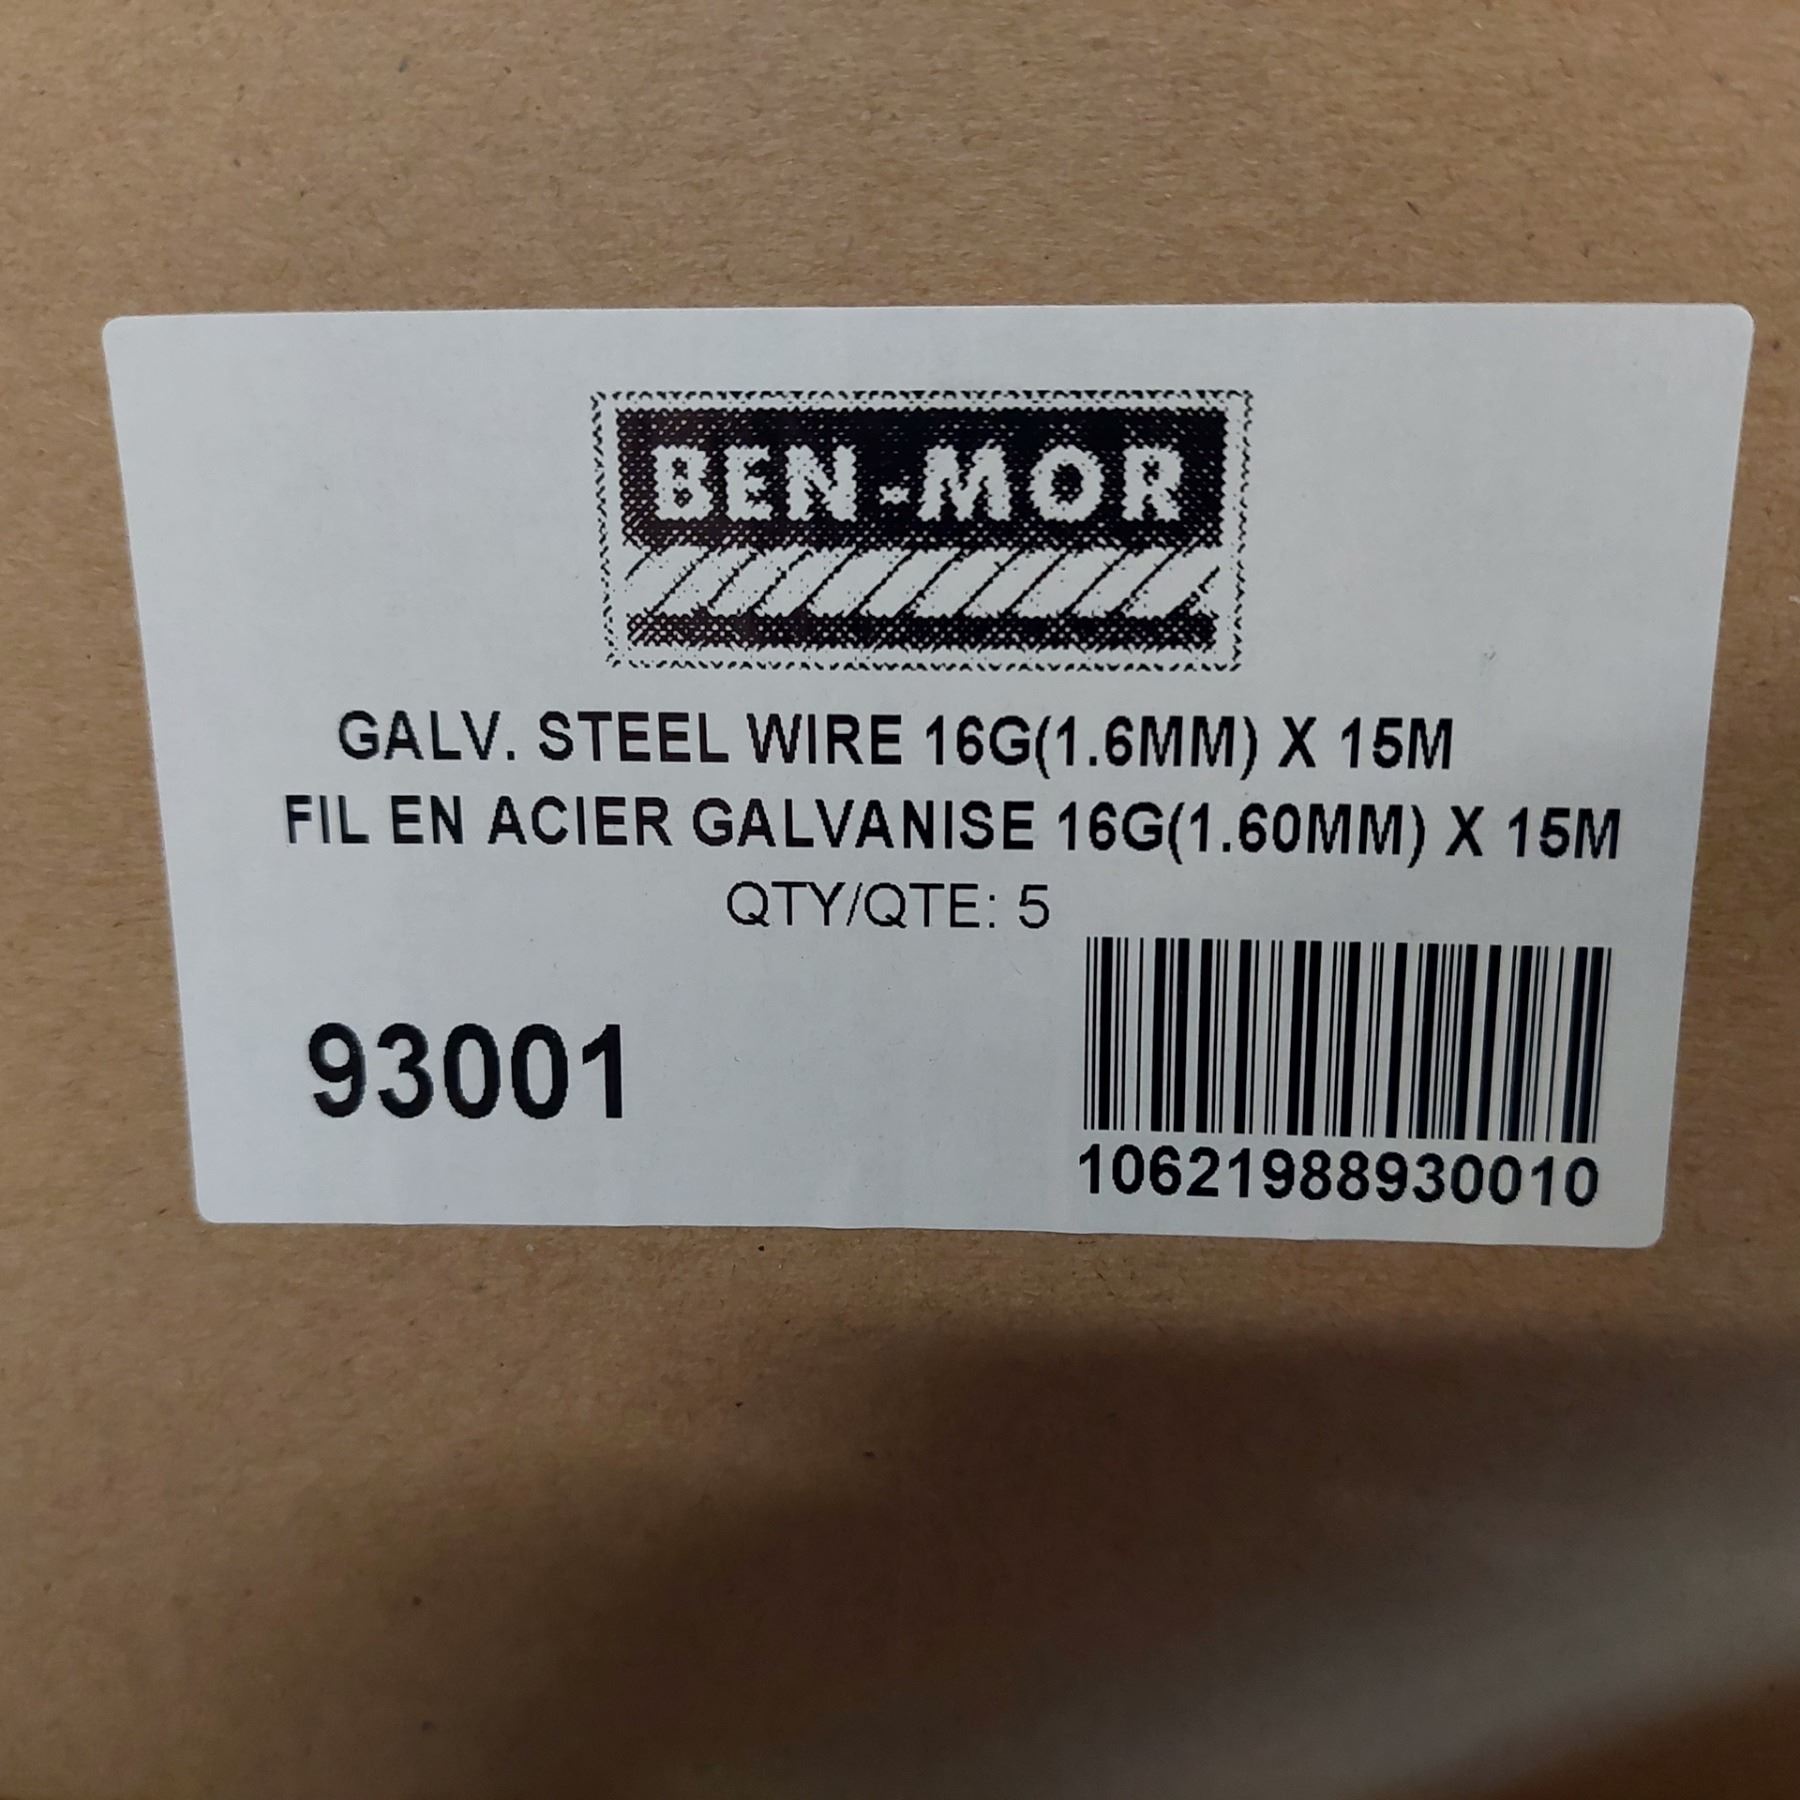 BEN-MOR
GALV. STEEL WIRE 16G(1.6MM) X 15M
FIL EN ACIER GALVANISE 16G(1.60MM) X 15M
QTY/QTE: 5
93001
10621988930010